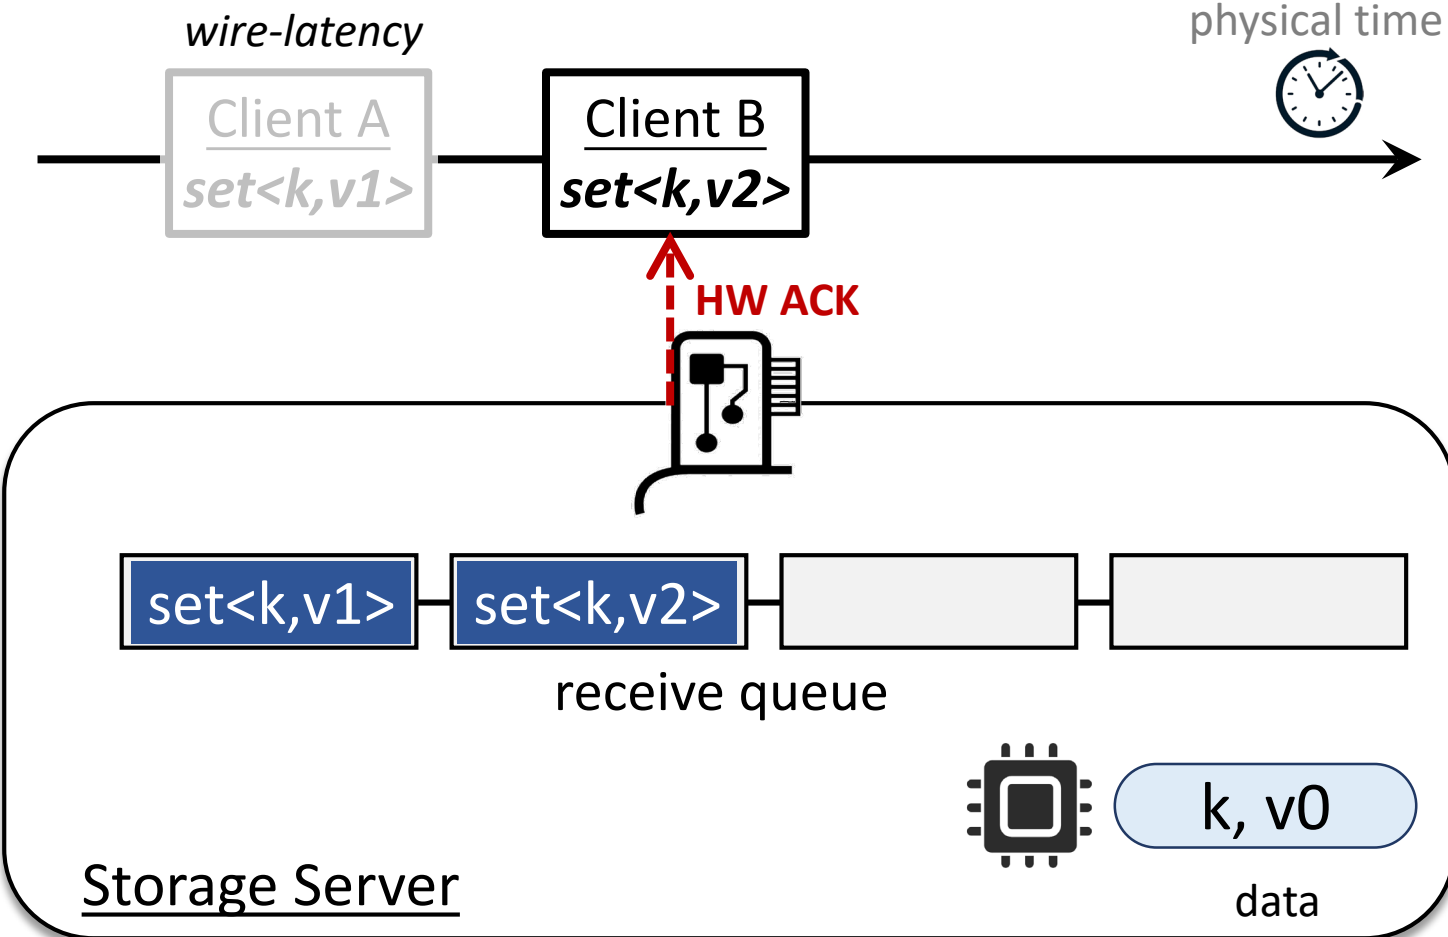 wire-latency
physical time
Client A
set<k,v1>
Client B
set<k,v2>
HW ACK
set<k,v1>
set<k,v2>
receive queue
k, v0
data
Storage Server